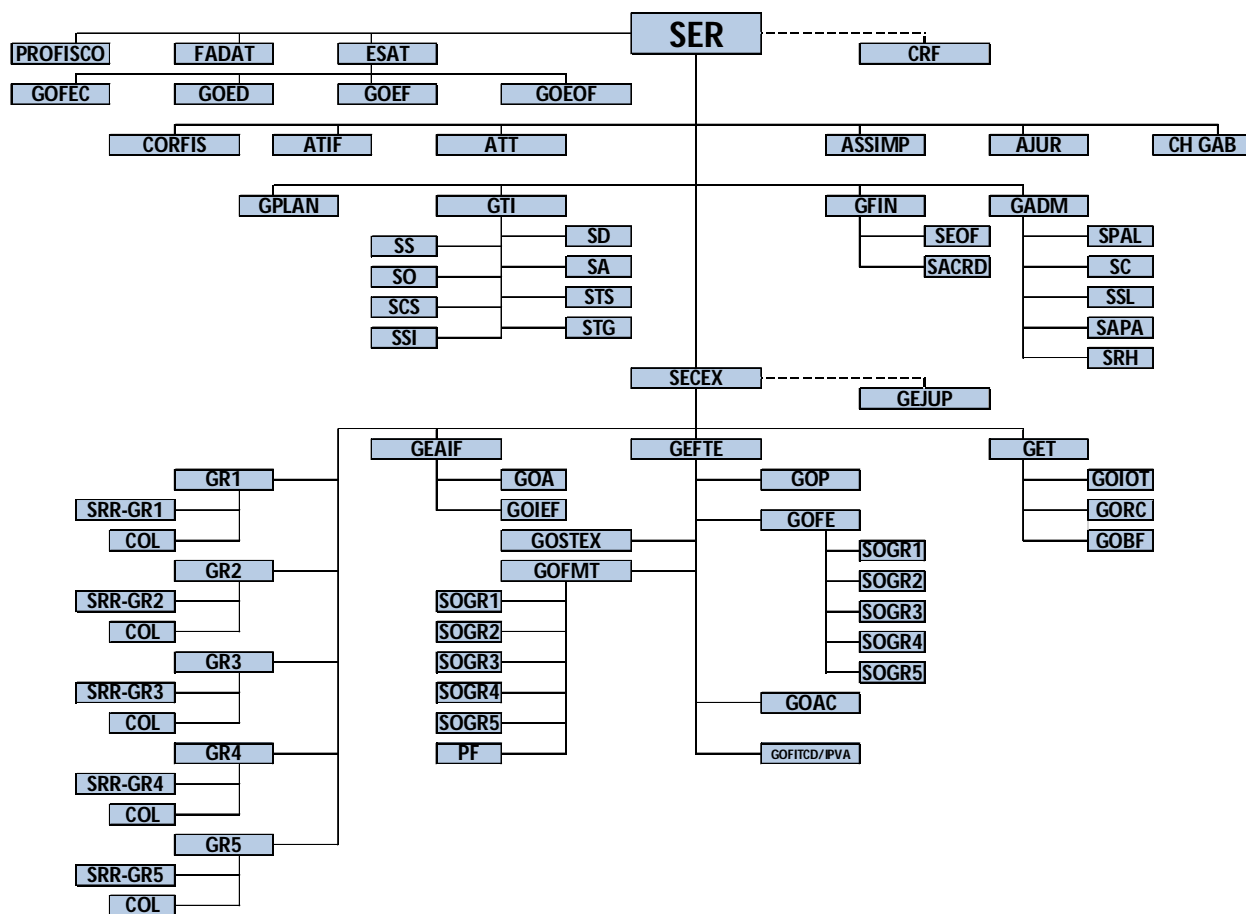 SER
PROFISCO FADAT ESAT CRF
GOFEC GOED GOEF GOEOF
CORFIS ATIF ATT ASSIMP AJUR CH GAB
GPLAN GTI GFIN GADM
SD SEOF SPAL
SS
SA SACRD SC
SO
STS SSL
SCS
STG SAPA
SSI
SRH
SECEX
GEJUP
GEAIF GEFTE GET
GR1 GOA GOP GOIOT
SRR-GR1 GOIEF GOFE GORC
COL GOSTEX GOBF
SOGR1
GR2 GOFMT
SOGR2
SRR-GR2 SOGR1
SOGR3
COL SOGR2
SOGR4
GR3 SOGR3
SOGR5
SRR-GR3 SOGR4 GOAC
COL SOGR5
GR4 PF GOFITCD/IPVA
SRR-GR4
COL
GR5
SRR-GR5
COL